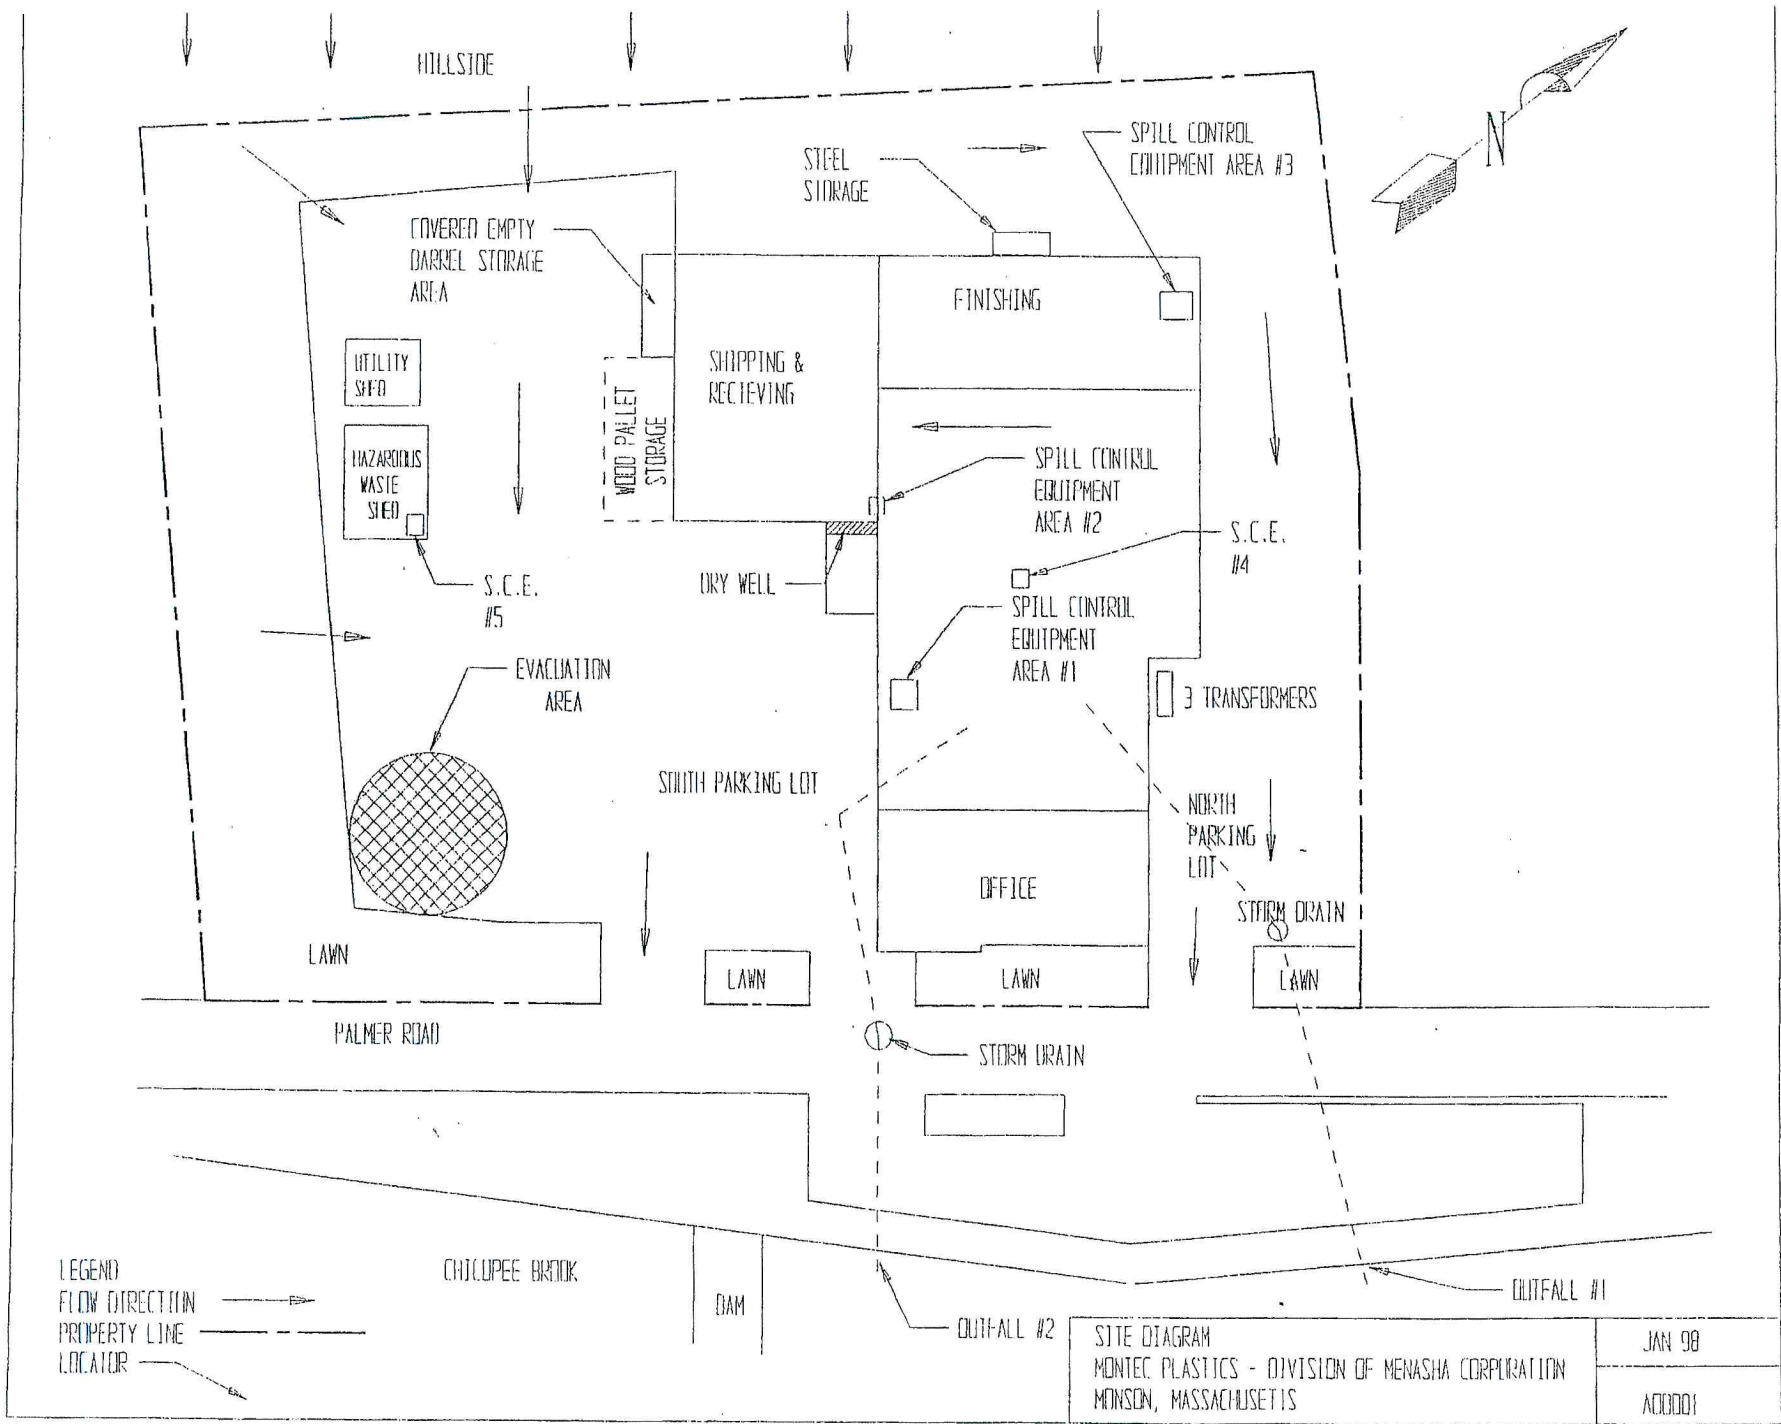 HILLSIDE
N
STEEL
STORAGE
SPILL CONTROL
EQUIPMENT AREA #3
COVERED EMPTY
BARREL STORAGE
AREA
FINISHING
UTILITY
SHED
SHIPPING &
RECIEVING
WOOD PALLET
STORAGE
HAZARDOUS
WASTE
SHED
SPILL CONTROL
EQUIPMENT
AREA #2
S.C.E.
#4
S.C.E.
#5
DRY WELL
SPILL CONTROL
EQUIPMENT
AREA #1
EVACUATION
AREA
3 TRANSFORMERS
SOUTH PARKING LOT
NORTH
PARKING
LOT
OFFICE
STORM DRAIN
LAWN
LAWN
LAWN
LAWN
PALMER ROAD
STORM DRAIN
LEGEND
FLOW DIRECTION
PROPERTY LINE
LOCATOR
CHICOPEE BROOK
DAM
OUTFALL #2
OUTFALL #1
SITE DIAGRAM
MONTEC PLASTICS - DIVISION OF MENASHA CORPORATION
MONSON, MASSACHUSETTS
JAN 98
A00001